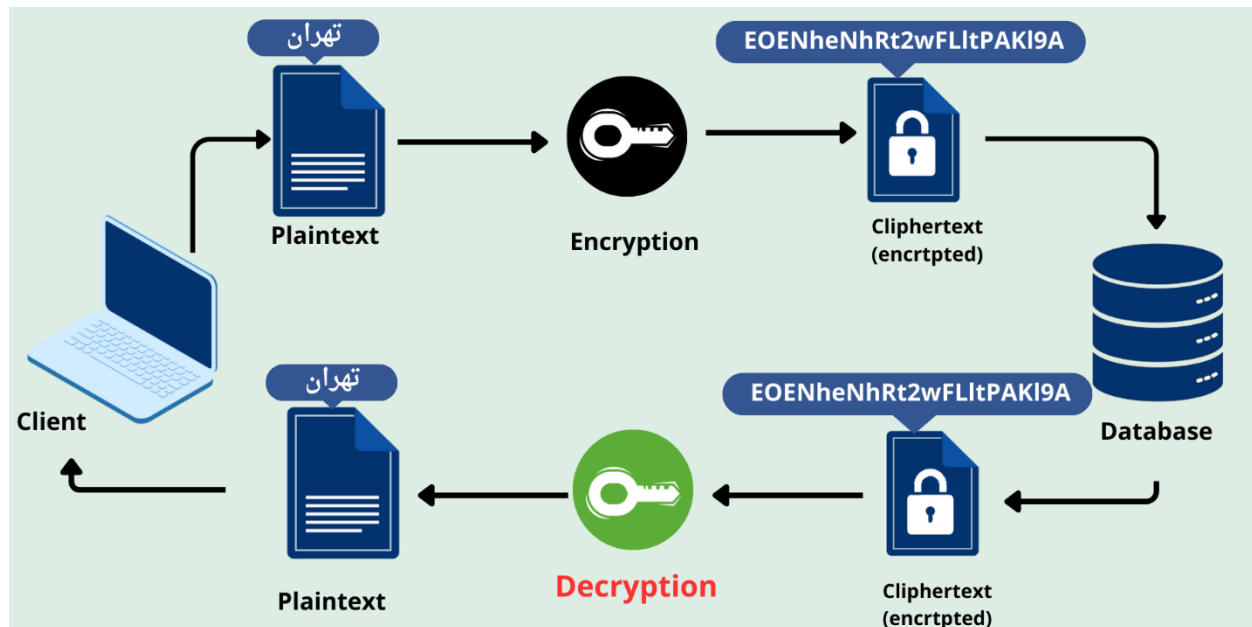 تهران
EOENheNhRt2wFLltPAKl9A
Plaintext
Encryption
Cliphertext
(encrtpted)
Client
تهران
EOENheNhRt2wFLltPAKl9A
Database
Plaintext
Decryption
Cliphertext
(encrtpted)